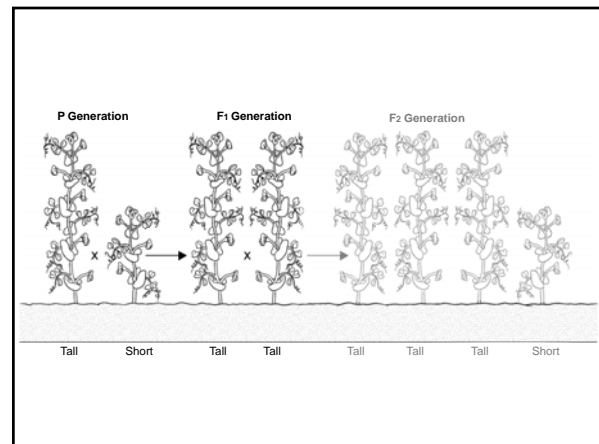 P Generation F1 Generation F2 Generation
x x
Tall Short Tall Tall Tall Tall Tall Short